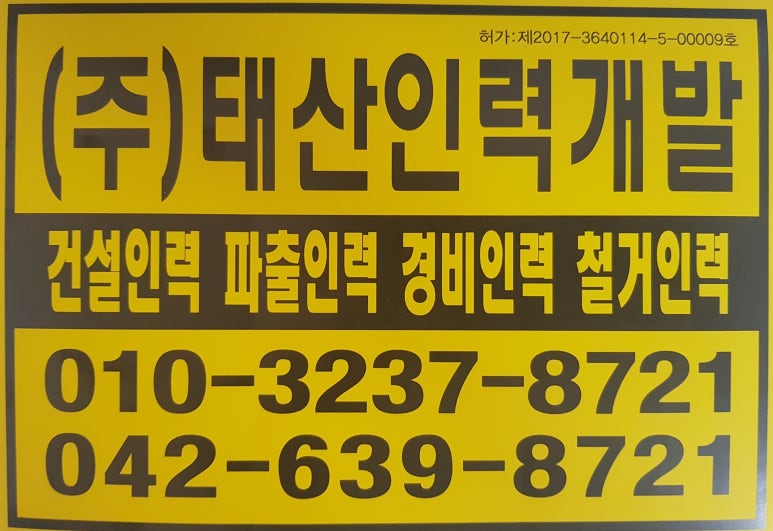 허가:제2017-3640114-5-00009호
(주)태산인력개발
건설인력 파출인력 경비인력 철거인력
010-3237-8721
042-639-8721